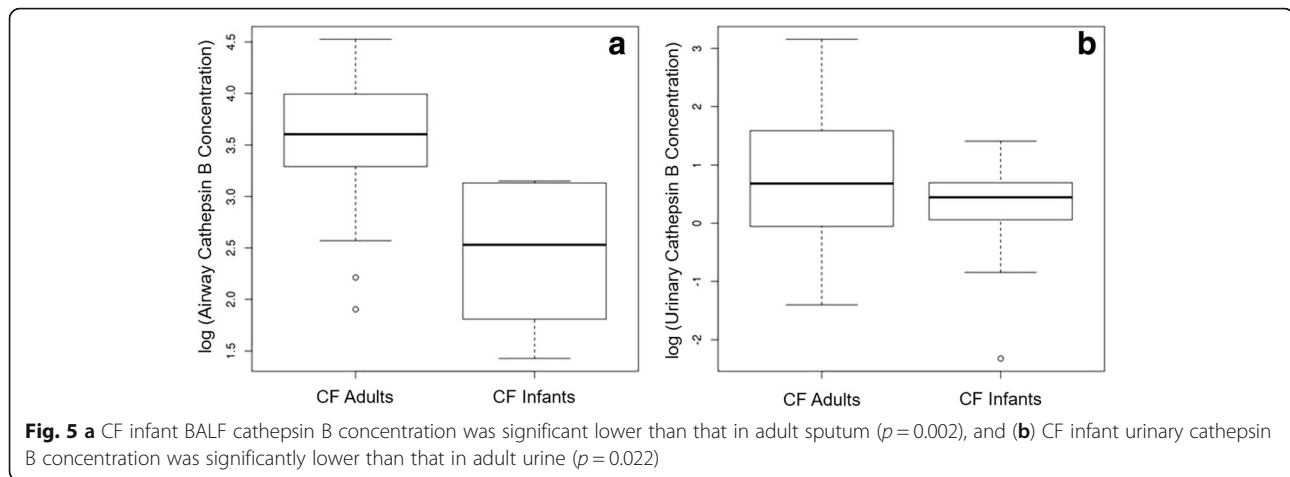 a
log (Airway Cathepsin B Concentration)
4.5
4.0
3.5
3.0
2.5
2.0
1.5
CF Adults
CF Infants
b
log (Urinary Cathepsin B Concentration)
3
2
1
0
-1
-2
CF Adults
CF Infants
Fig. 5 a CF infant BALF cathepsin B concentration was significant lower than that in adult sputum (p = 0.002), and (b) CF infant urinary cathepsin
B concentration was significantly lower than that in adult urine (p = 0.022)